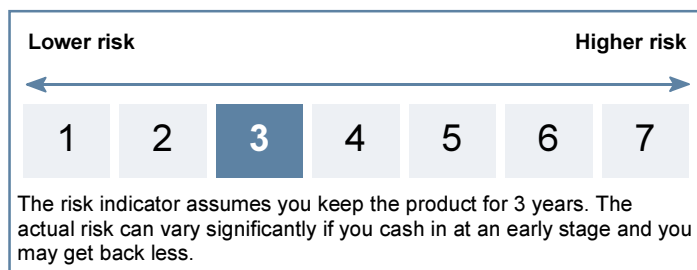 Lower risk Higher risk
1 2 3 4 5 6 7
The risk indicator assumes you keep the product for 3 years. The
actual risk can vary significantly if you cash in at an early stage and you
may get back less.